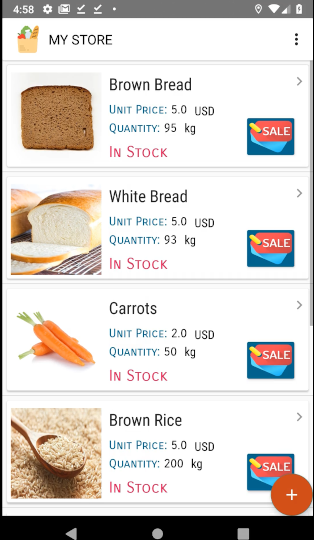 4:58
MY STORE
Brown Bread
Unit Price: 5.0 USD
Quantity: 95 kg
SALE
In Stock
White Bread
Unit Price: 5.0 USD
Quantity: 93 kg
SALE
In Stock
Carrots
Unit Price: 2.0 USD
Quantity: 50 kg
SALE
In Stock
Brown Rice
Unit Price: 5.0 USD
Quantity: 200 kg
SALE
In Stock
+